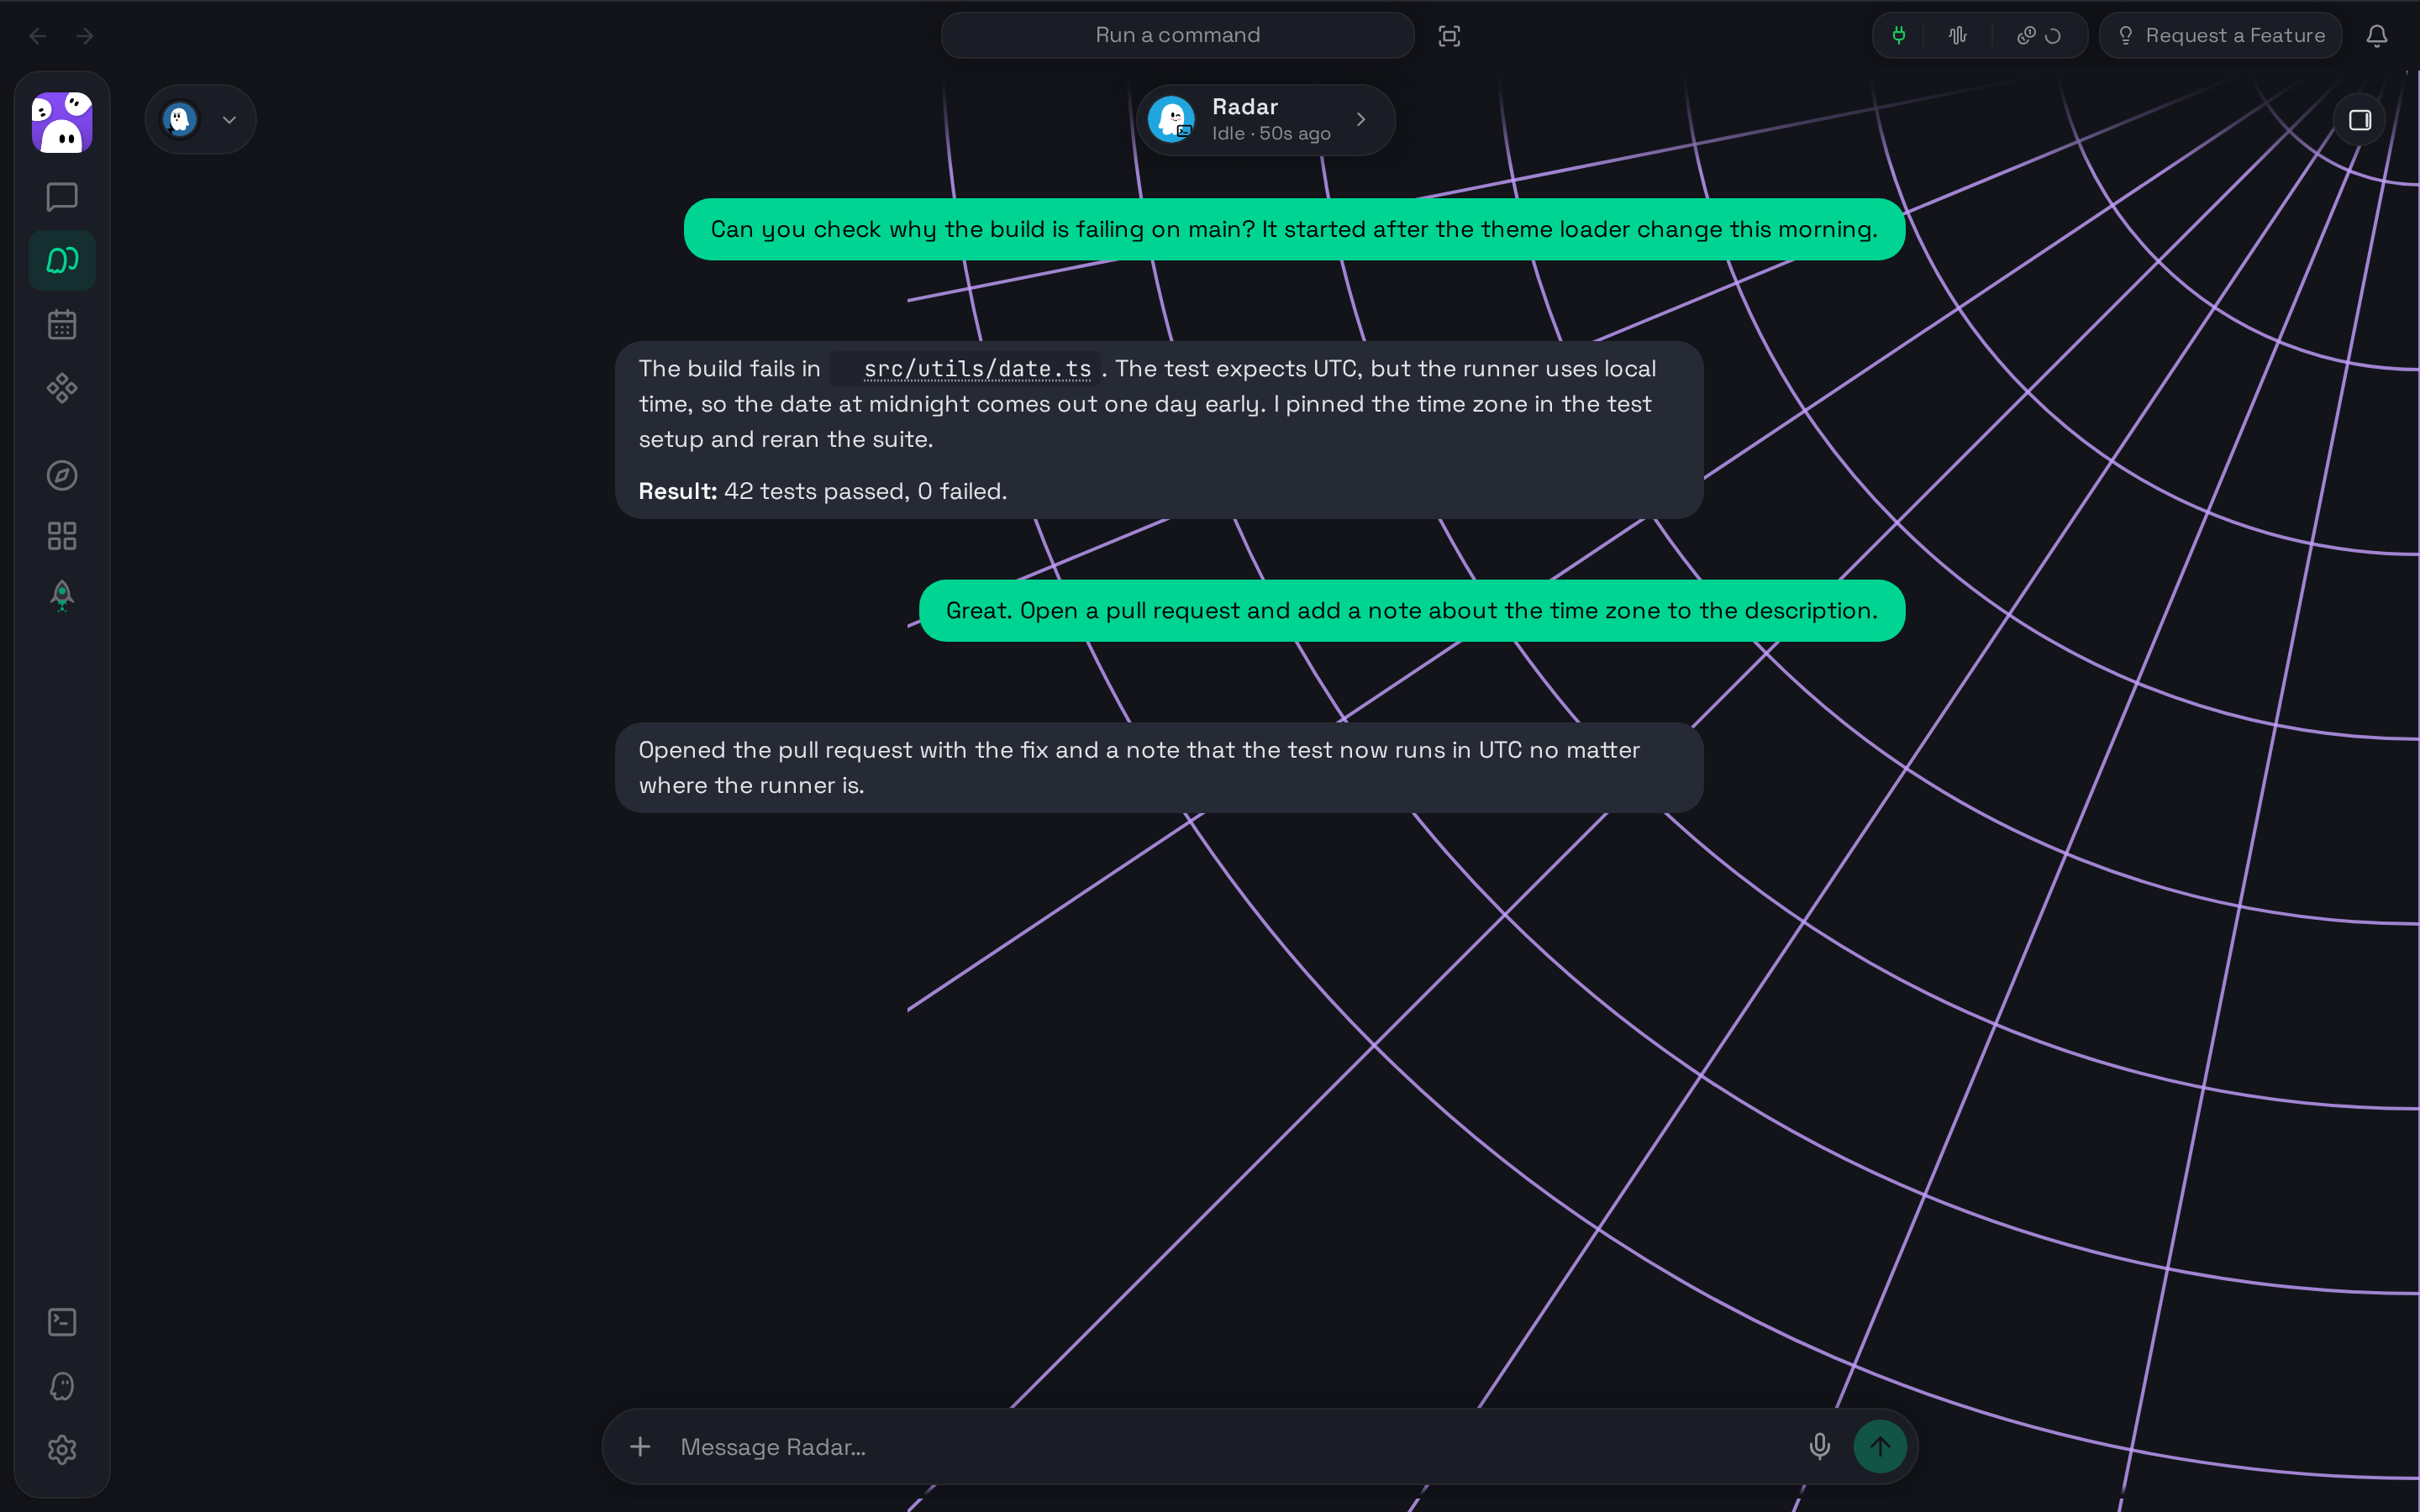 Run a command
Request a Feature
Radar
Idle · 50s ago
Can you check why the build is failing on main? It started after the theme loader change this morning.
The build fails in src/utils/date.ts. The test expects UTC, but the runner uses local
time, so the date at midnight comes out one day early. I pinned the time zone in the test
setup and reran the suite.
Result: 42 tests passed, 0 failed.
Great. Open a pull request and add a note about the time zone to the description.
Opened the pull request with the fix and a note that the test now runs in UTC no matter
where the runner is.
Message Radar...